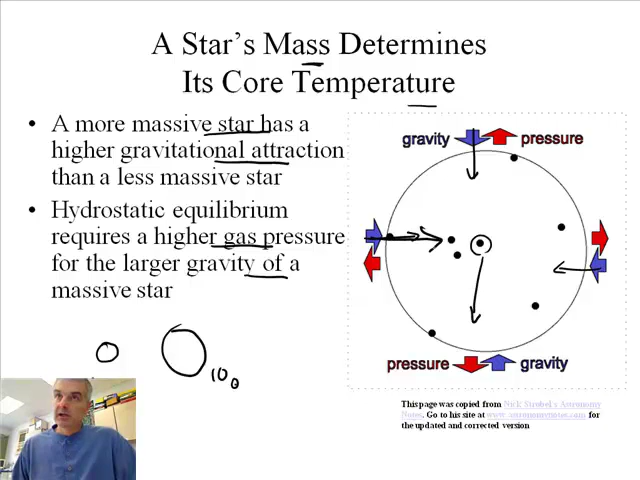 A Star's Mass Determines
Its Core Temperature
• A more massive star has a
higher gravitational attraction
than a less massive star
• Hydrostatic equilibrium
requires a higher gas pressure
for the larger gravity of a
massive star
gravity pressure
pressure gravity
10
This page was copied from Nick Strobel's Astronomy
Notes. Go to his site at www.astronomynotes.com for
the updated and corrected version